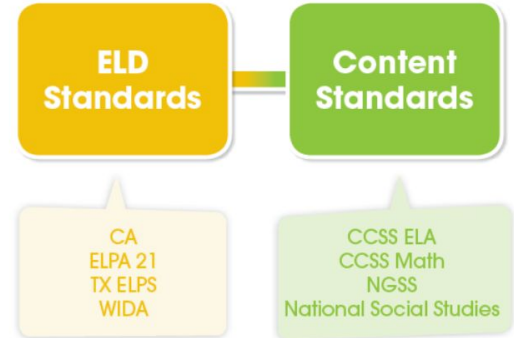 ELD
Standards
Content
Standards
CA
ELPA 21
TX ELPS
WIDA
CCSS ELA
CCSS Math
NGSS
National Social Studies